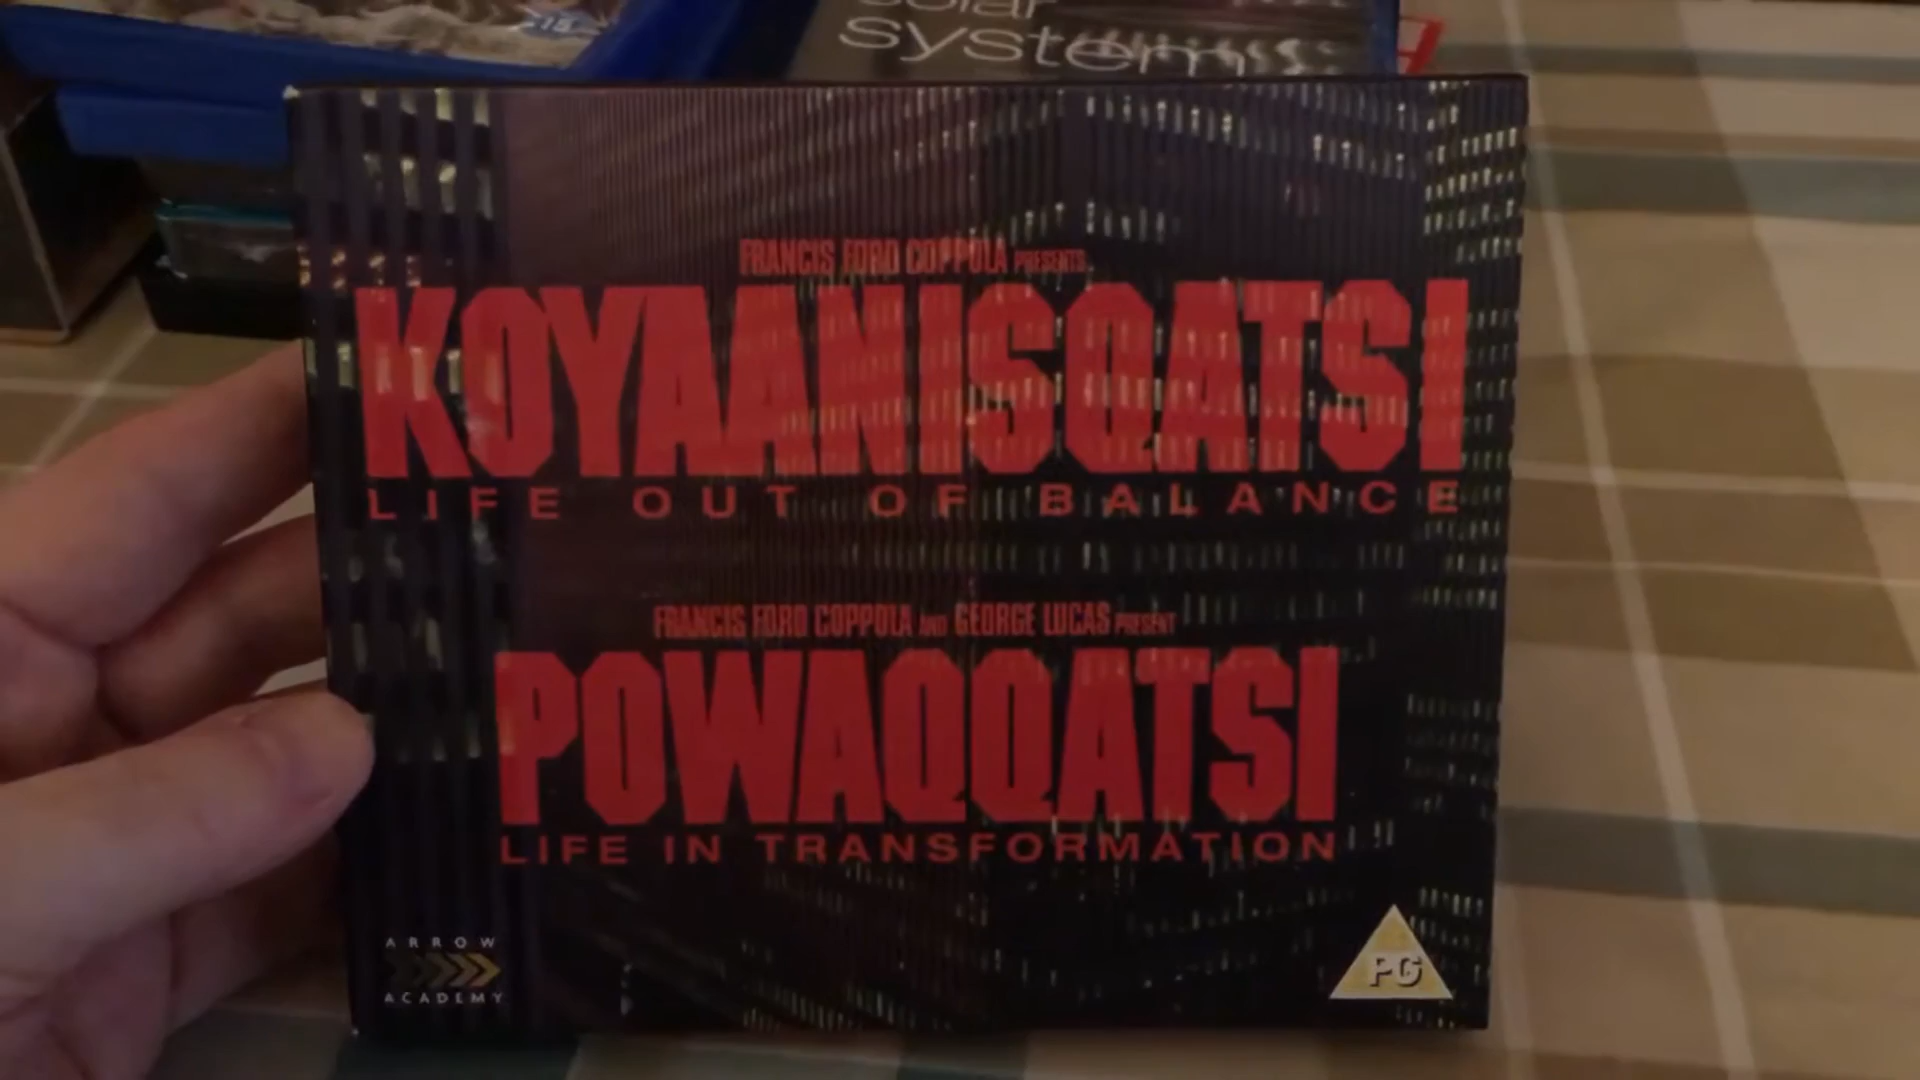 solar
system
FRANCIS FORD COPPOLA PRESENTS
KOYAANISQATSI
LIFE OUT OF BALANCE
FRANCIS FORD COPPOLA AND GEORGE LUCAS PRESENT
POWAQQATSI
LIFE IN TRANSFORMATION
ARROW
ACADEMY
PG